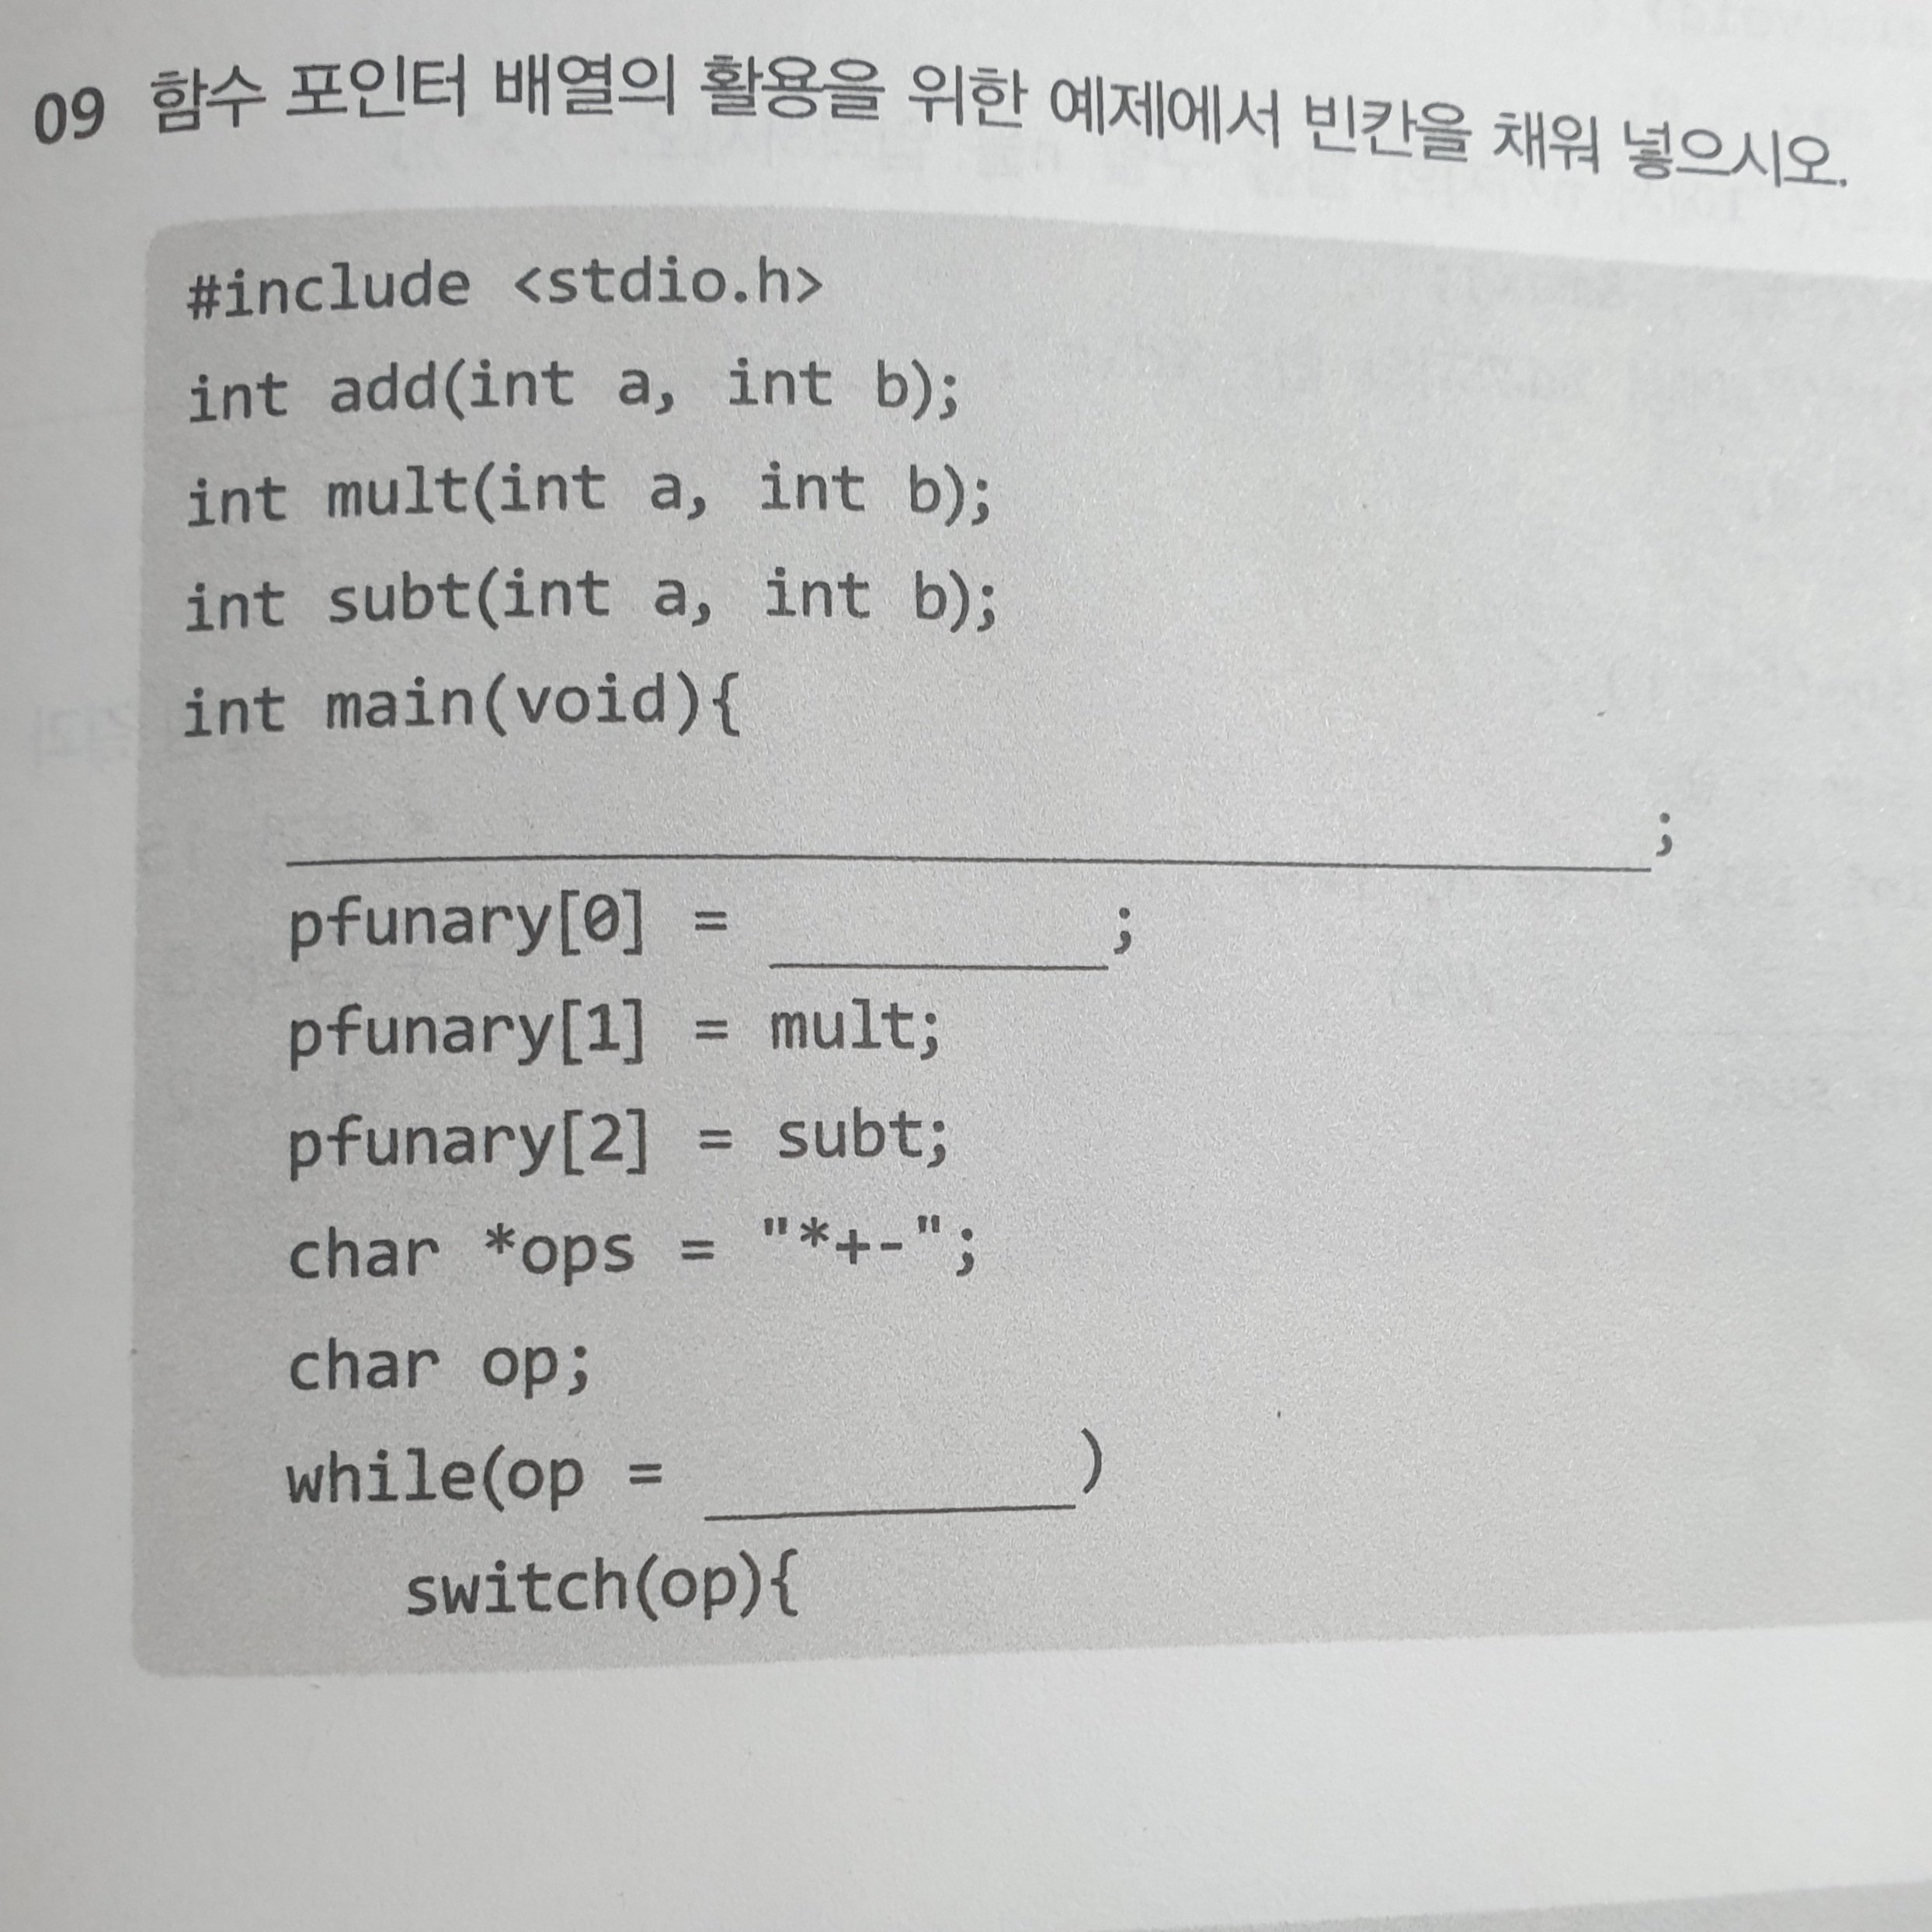 09 함수 포인터 배열의 활용을 위한 예제에서 빈칸을 채워 넣으시오.
#include <stdio.h>
int add(int a, int b);
int mult(int a, int b);
int subt(int a, int b);
int main(void){
;
pfunary[0] = ;
pfunary[1] = mult;
pfunary[2] = subt;
char *ops = "*+-";
char op;
while(op = )
switch(op){